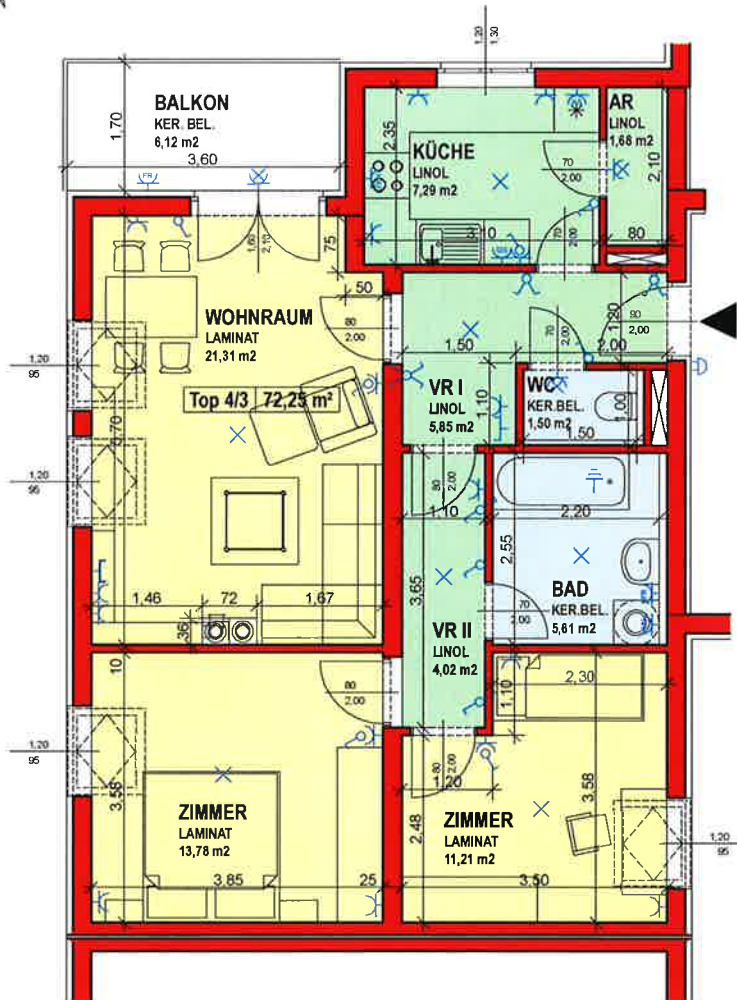 1,20
1,30
BALKON
KER. BEL.
6,12 m2
1,70
3,60
FR
2,35
KÜCHE
LINOL
7,29 m2
3,10
AR
LINOL
1,68 m2
2,10
70
2,00
80
70
2,00
1,60
2,10
75
50
80
2,00
WOHNRAUM
LAMINAT
21,31 m2
1,20
95
Top 4/3 72,25 m²
1,20
90
2,00
2,00
70
2,00
1,50
VR I
LINOL
5,85 m2
1,10
WC
KER.BEL.
1,50 m2
1,00
1,50
1,20
95
80
2,00
1,10
2,20
2,55
3,65
BAD
KER.BEL.
5,61 m2
70
2,00
1,46
72
1,67
36
VR II
LINOL
4,02 m2
10
80
2,00
1,10
2,30
1,20
95
3,58
ZIMMER
LAMINAT
13,78 m2
3,85
25
80
2,00
1,20
2,48
ZIMMER
LAMINAT
11,21 m2
3,58
3,50
1,20
95